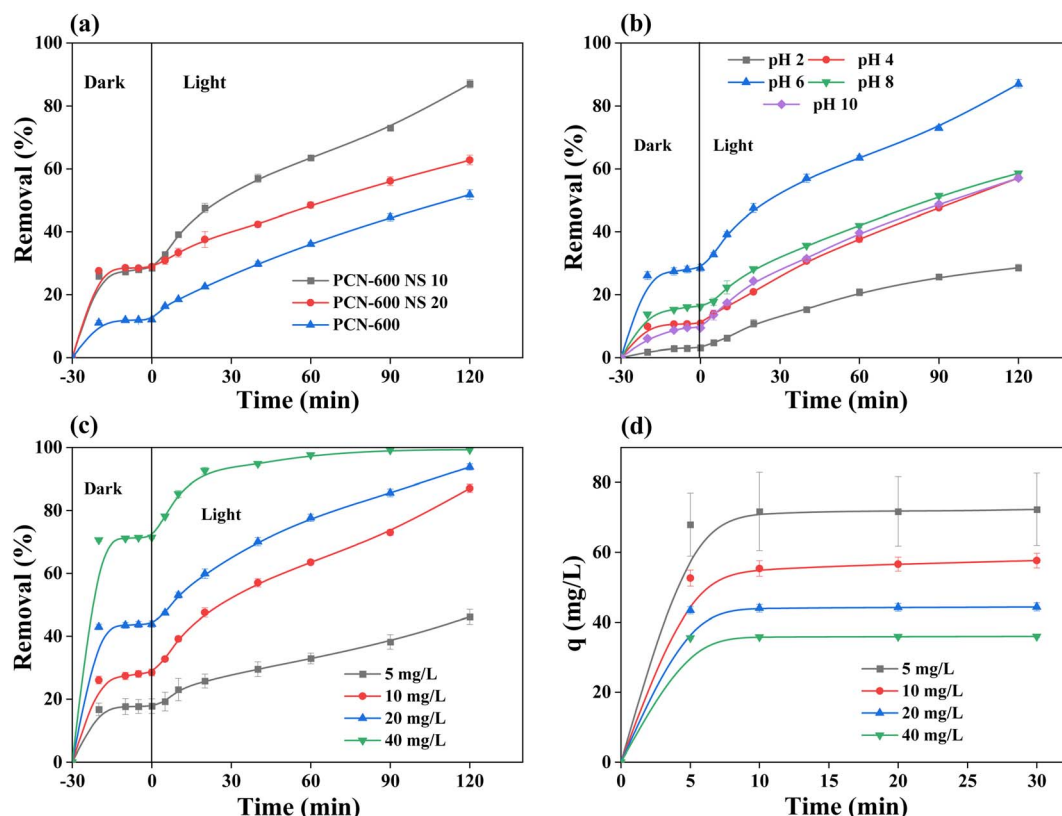 (a)
100
80
60
40
20
0
Removal (%)
Dark
Light
PCN-600 NS 10
PCN-600 NS 20
PCN-600
-30
0
30
60
90
120
Time (min)
(b)
100
80
60
40
20
0
Removal (%)
Dark
Light
pH 2
pH 4
pH 6
pH 8
pH 10
-30
0
30
60
90
120
Time (min)
(c)
100
80
60
40
20
0
Removal (%)
Dark
Light
5 mg/L
10 mg/L
20 mg/L
40 mg/L
-30
0
30
60
90
120
Time (min)
(d)
80
60
40
20
0
q (mg/L)
5 mg/L
10 mg/L
20 mg/L
40 mg/L
0
5
10
15
20
25
30
Time (min)